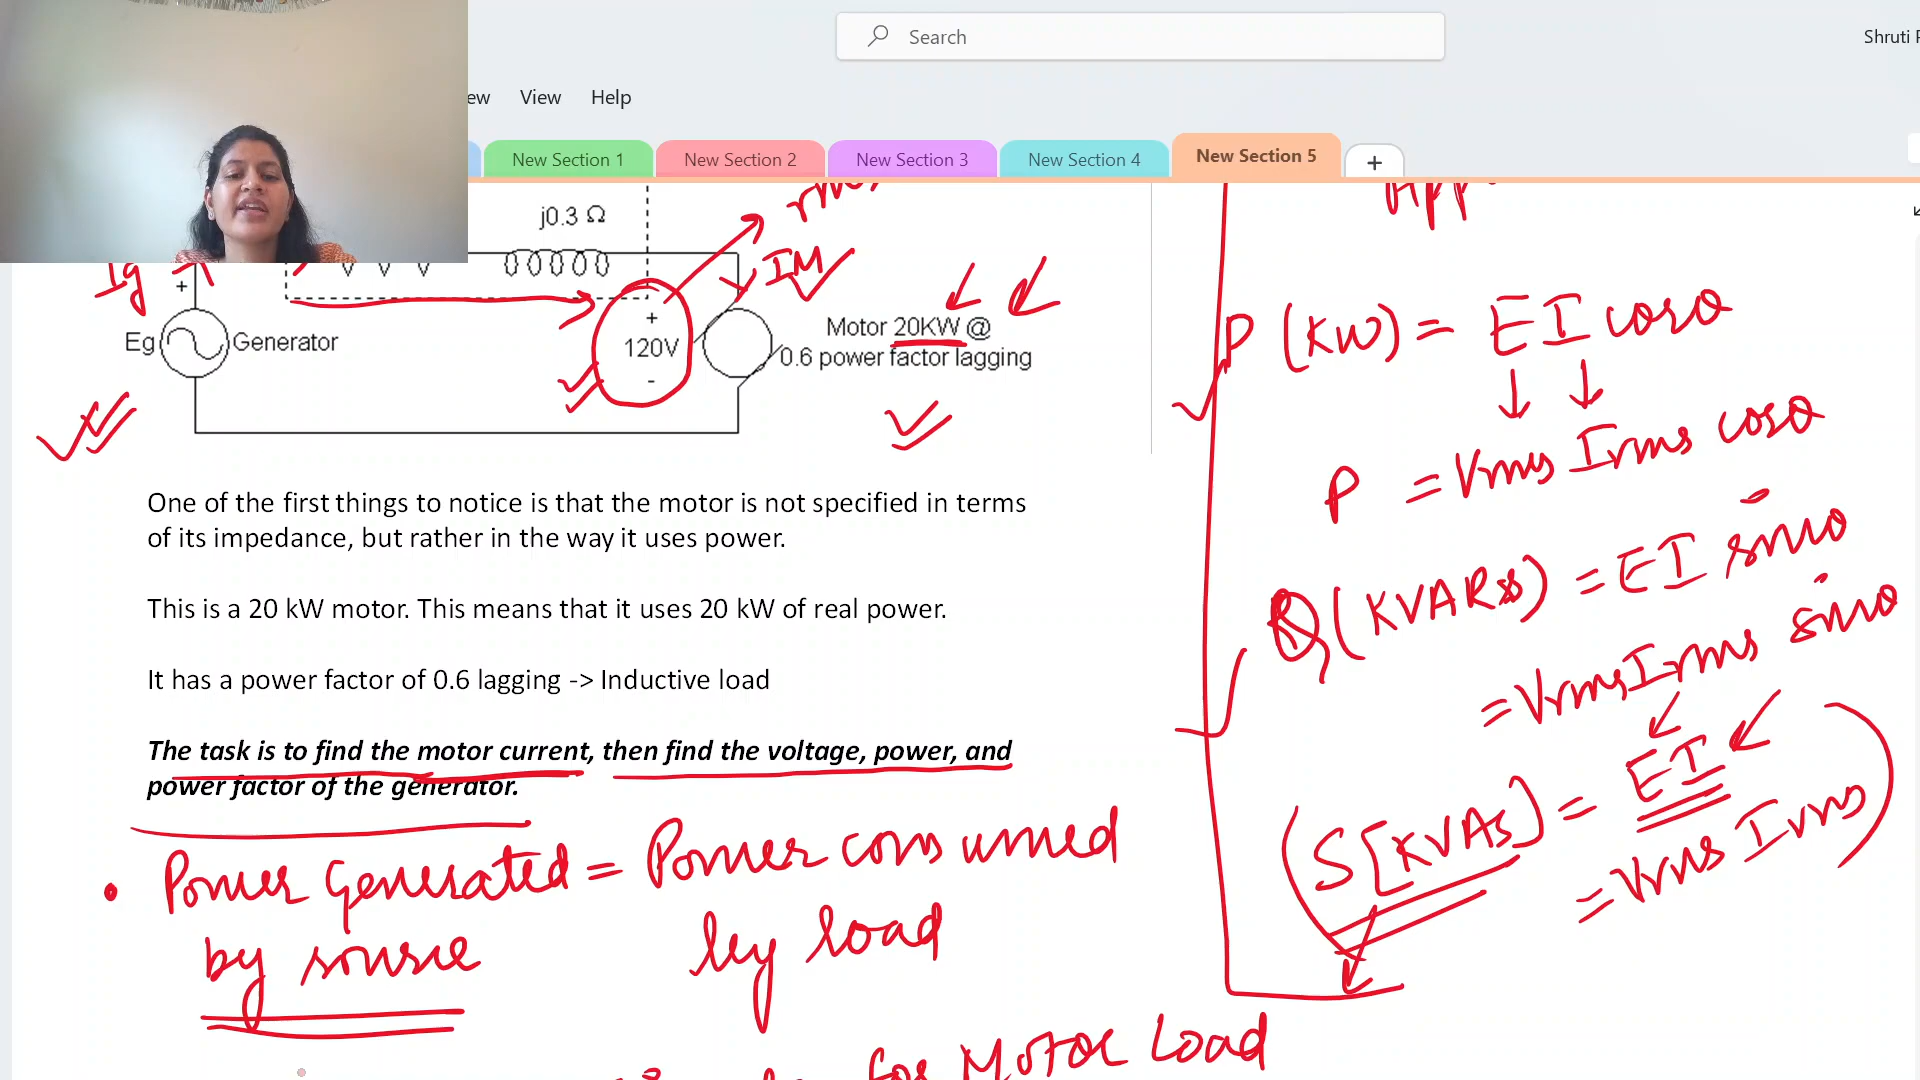 Search
Shruti
ew View Help
New Section 1 New Section 2 New Section 3 New Section 4 New Section 5 +
j0.3 Ω
rms
IM
Ig
+
Eg Generator
+
120V
-
Motor 20KW @
0.6 power factor lagging
One of the first things to notice is that the motor is not specified in terms
of its impedance, but rather in the way it uses power.
This is a 20 kW motor. This means that it uses 20 kW of real power.
It has a power factor of 0.6 lagging -> Inductive load
The task is to find the motor current, then find the voltage, power, and
power factor of the generator.
• Power Generated = Power consumed
by source by load
for Motor Load
P (KW) = EI cosθ
P = Vrms Irms cosθ
Q (KVARs) = EI sinθ
= Vrms Irms sinθ
(S[KVAs] = EI
= Vrms Irms)